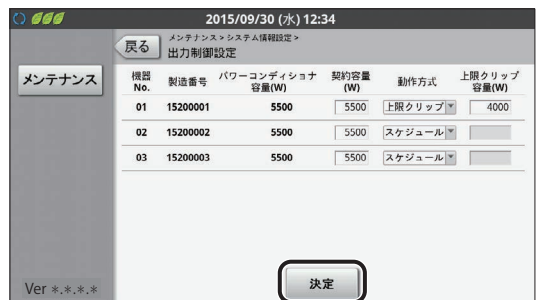 2015/09/30 (水) 12:34
戻る
メンテナンス > システム情報設定 >
出力制御設定
メンテナンス
機器No. 製造番号 パワーコンディショナ容量(W) 契約容量(W) 動作方式 上限クリップ容量(W)
01 15200001 5500 5500 上限クリップ 4000
02 15200002 5500 5500 スケジュール
03 15200003 5500 5500 スケジュール
決定
Ver *.*.*.*